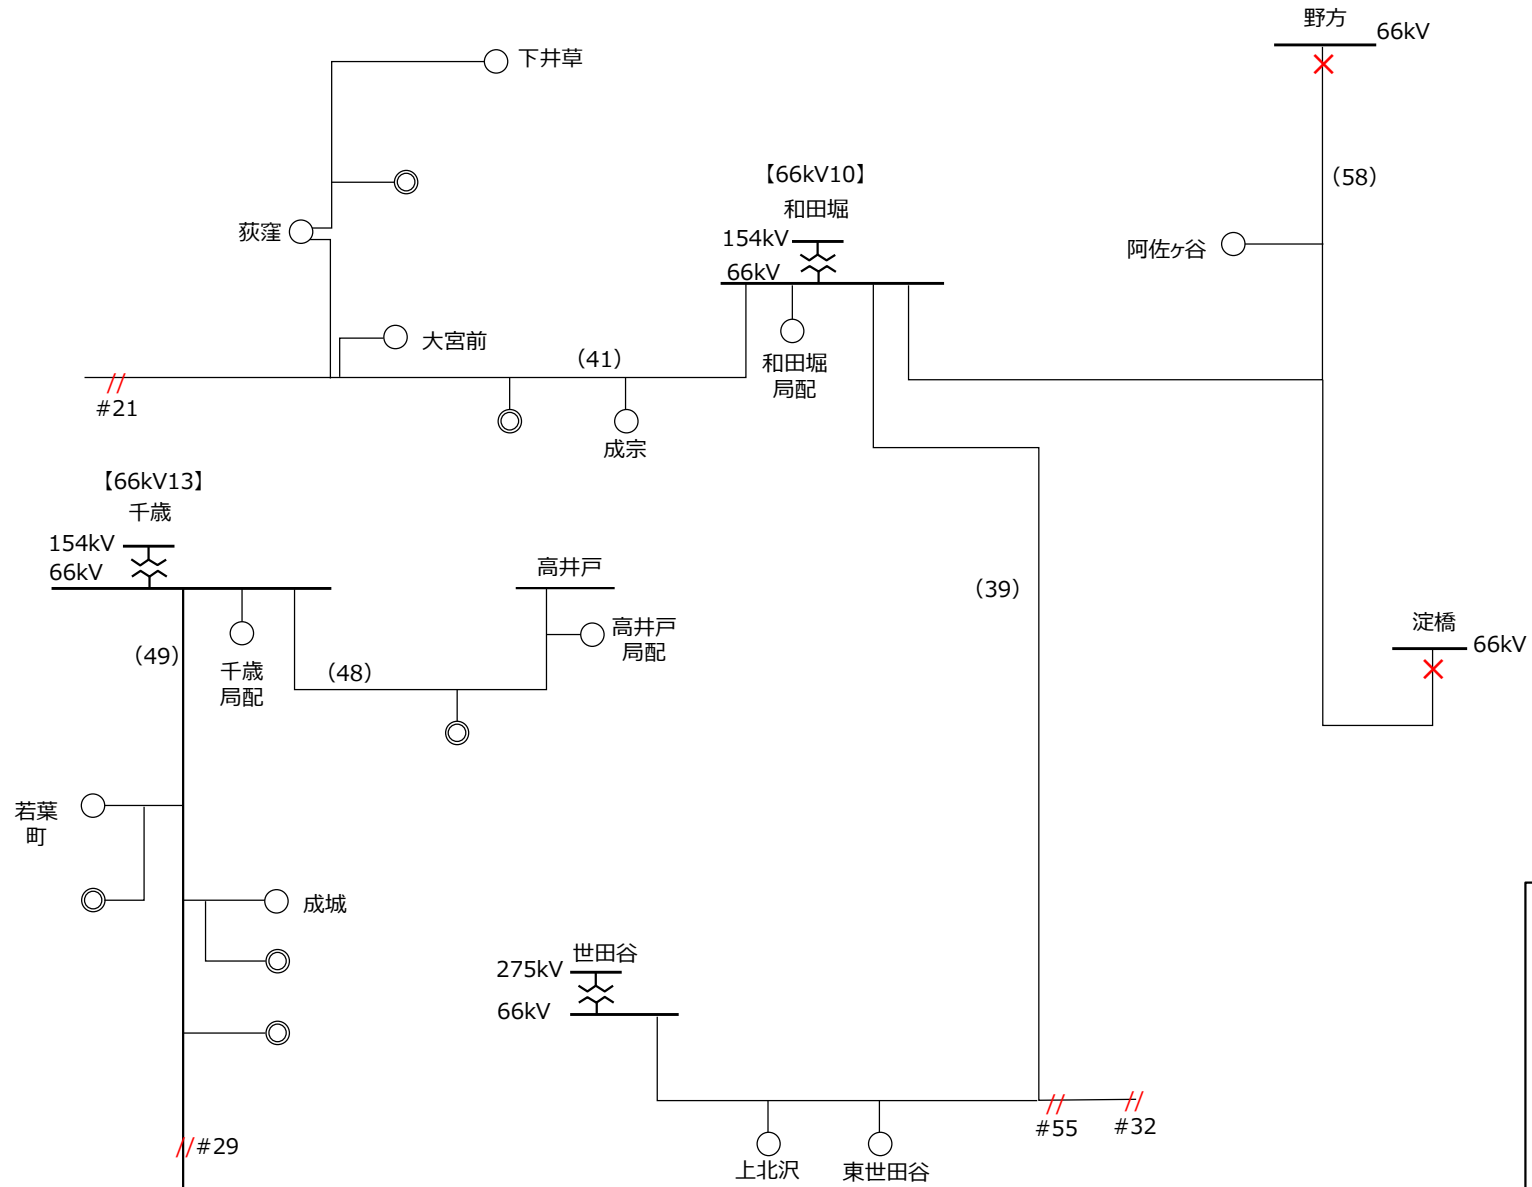 野方
66kV
下井草
(58)
【66kV10】
和田堀
154kV
66kV
荻窪
阿佐ヶ谷
大宮前
(41)
和田堀
局配
#21
成宗
【66kV13】
千歳
154kV
66kV
高井戸
(39)
高井戸
局配
淀橋
66kV
(49)
千歳
局配
(48)
若葉
町
成城
世田谷
275kV
66kV
#55
#32
#29
上北沢
東世田谷